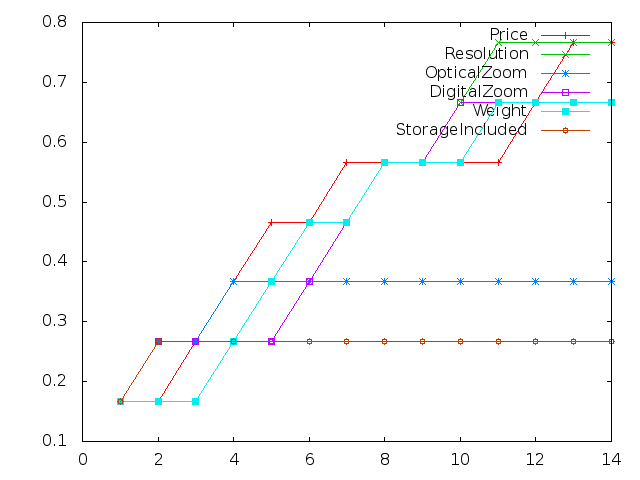 0.8
Price
Resolution
OpticalZoom
0.7
DigitalZoom
Weight
StorageIncluded
0.6
0.5
0.4
0.3
0.2
0.1
0 2 4 6 8 10 12 14